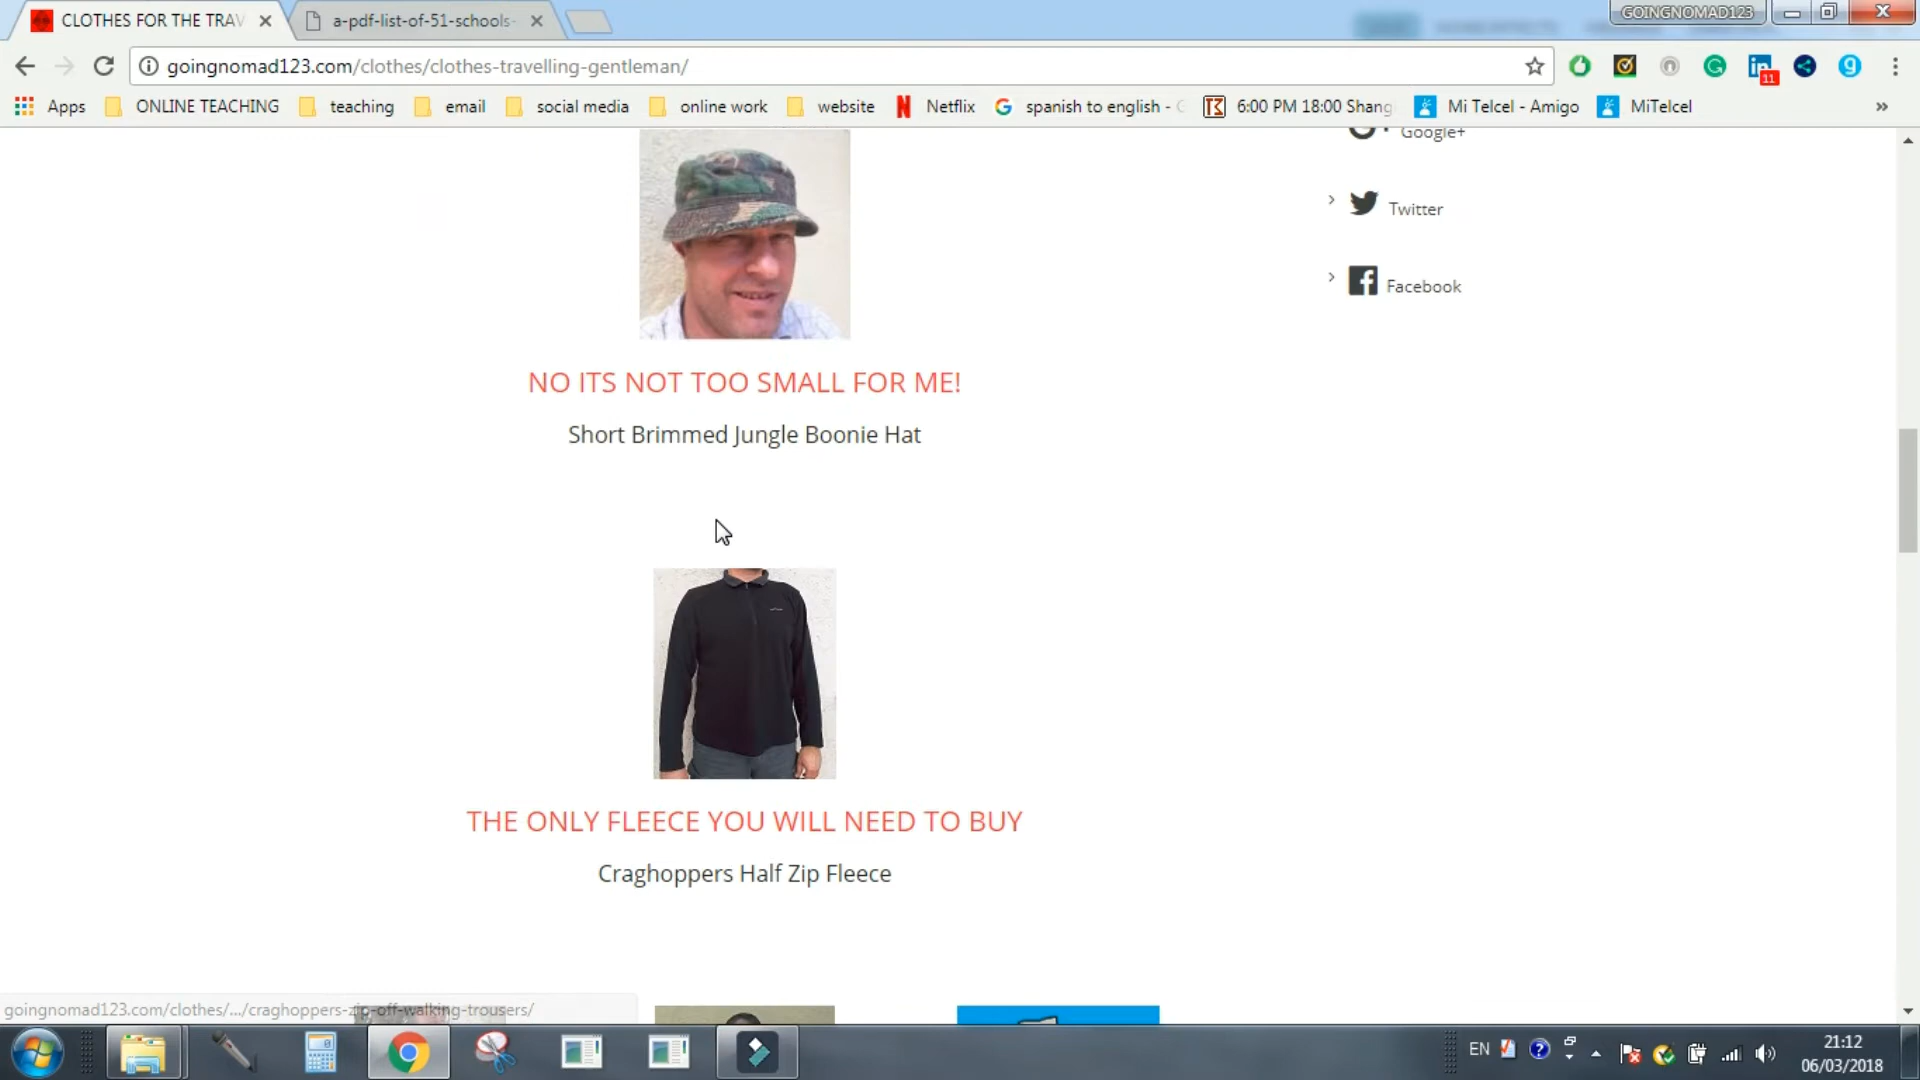 CLOTHES FOR THE TRAV
a-pdf-list-of-51-schools-
GOINGNOMAD123
goingnomad123.com/clothes/clothes-travelling-gentleman/
11
Apps
ONLINE TEACHING
teaching
email
social media
online work
website
Netflix
spanish to english -
6:00 PM 18:00 Shang
Mi Telcel - Amigo
MiTelcel
»
Google+
Twitter
Facebook
NO ITS NOT TOO SMALL FOR ME!
Short Brimmed Jungle Boonie Hat
THE ONLY FLEECE YOU WILL NEED TO BUY
Craghoppers Half Zip Fleece
goingnomad123.com/clothes/.../craghoppers-zip-off-walking-trousers/
EN
21:12
06/03/2018